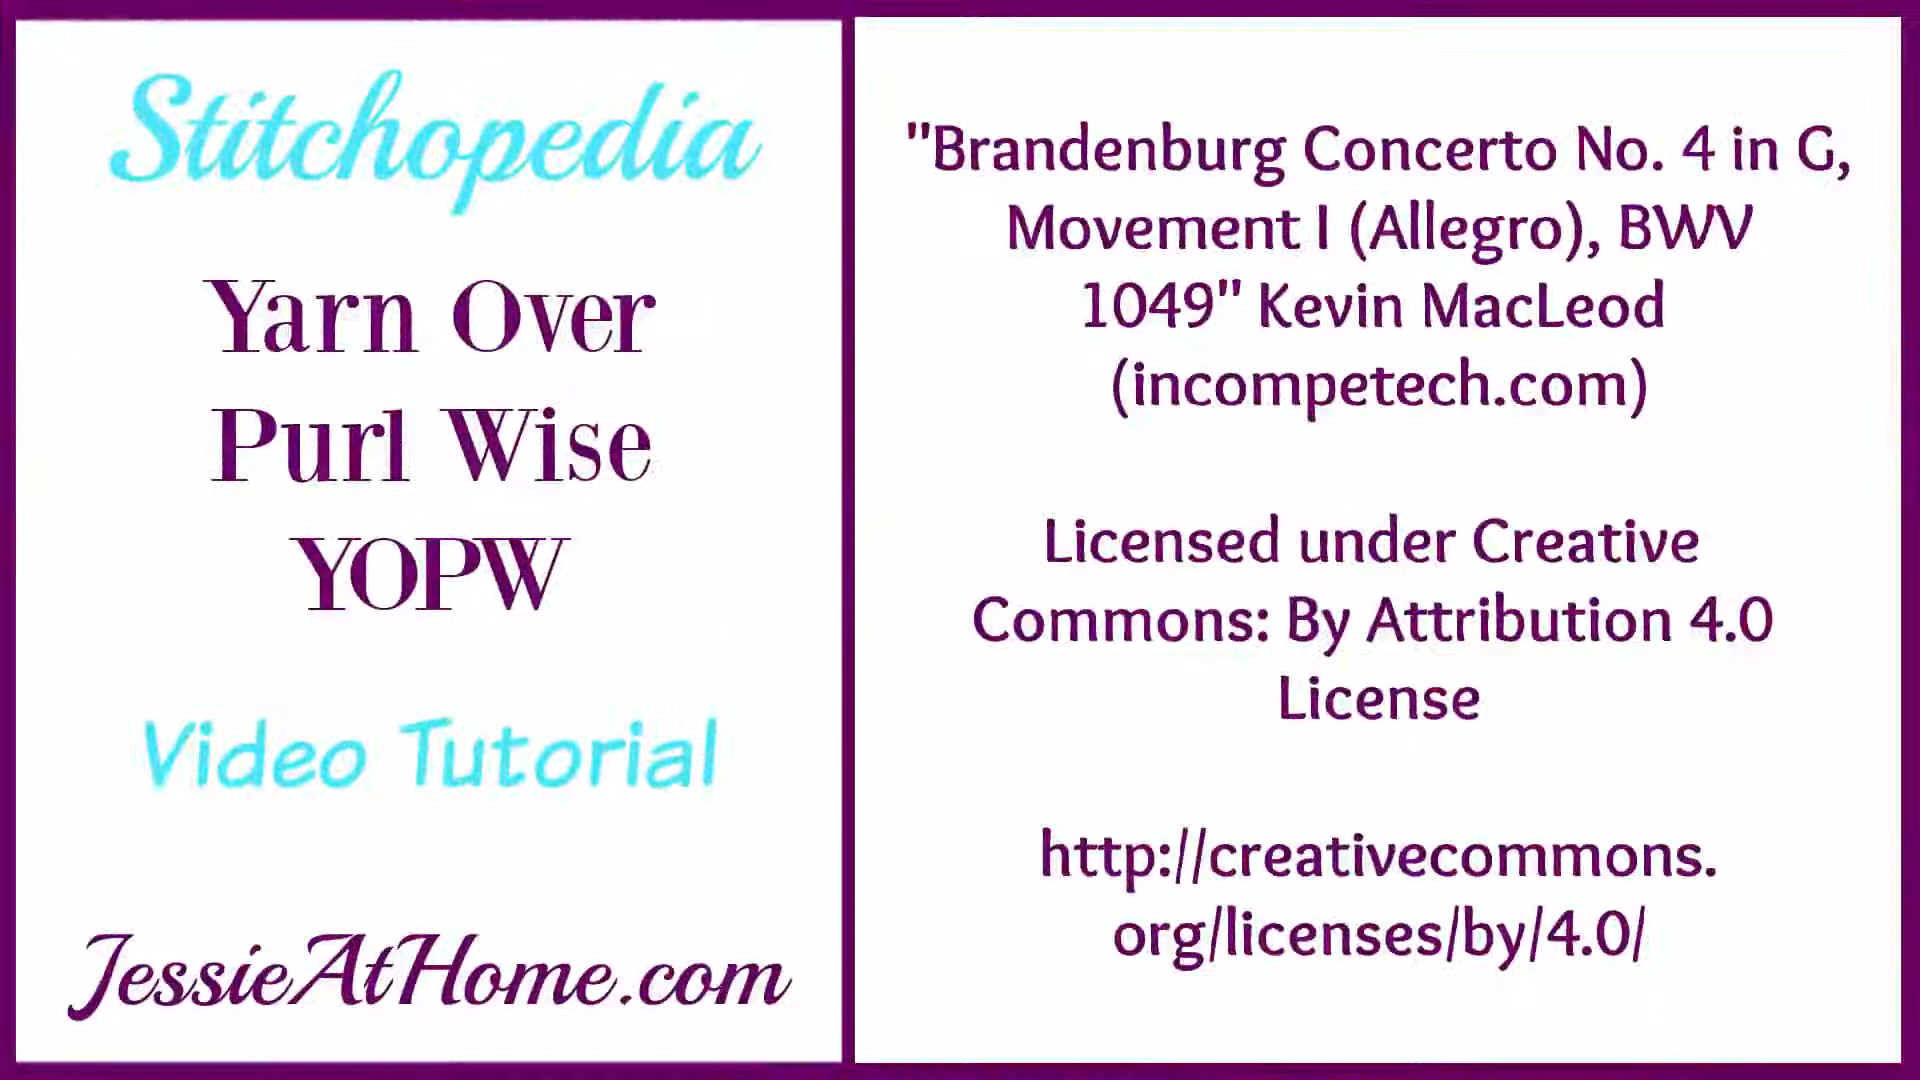 Stitchopedia
Yarn Over
Purl Wise
YOPW
Video Tutorial
JessieAtHome.com
"Brandenburg Concerto No. 4 in G,
Movement I (Allegro), BWV
1049" Kevin MacLeod
(incompetech.com)
Licensed under Creative
Commons: By Attribution 4.0
License
http://creativecommons.
org/licenses/by/4.0/